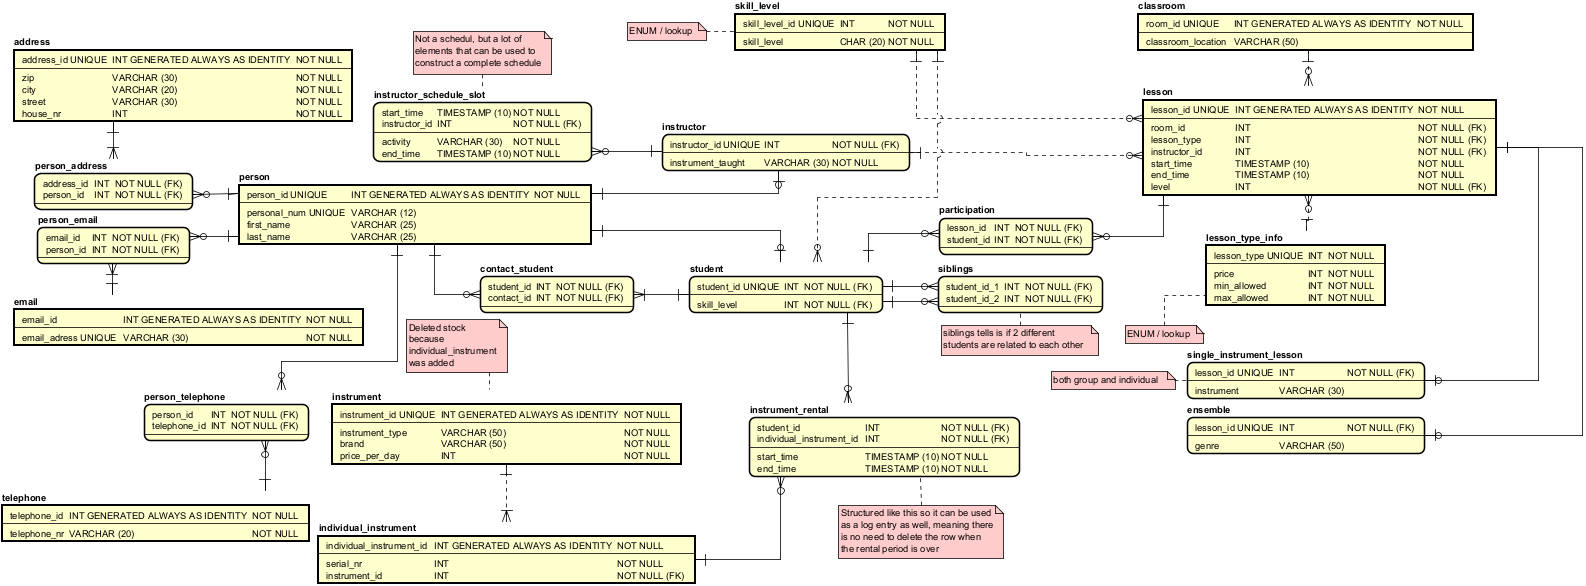 skill_level
skill_level_id UNIQUE INT NOT NULL
skill_level CHAR (20) NOT NULL
ENUM / lookup
classroom
room_id UNIQUE INT GENERATED ALWAYS AS IDENTITY NOT NULL
classroom_location VARCHAR (50)
address
address_id UNIQUE INT GENERATED ALWAYS AS IDENTITY NOT NULL
zip VARCHAR (30) NOT NULL
city VARCHAR (20) NOT NULL
street VARCHAR (30) NOT NULL
house_nr INT NOT NULL
Not a schedul, but a lot of
elements that can be used to
construct a complete schedule
instructor_schedule_slot
start_time TIMESTAMP (10) NOT NULL
instructor_id INT NOT NULL (FK)
activity VARCHAR (30) NOT NULL
end_time TIMESTAMP (10) NOT NULL
instructor
instructor_id UNIQUE INT NOT NULL (FK)
instrument_taught VARCHAR (30) NOT NULL
lesson
lesson_id UNIQUE INT GENERATED ALWAYS AS IDENTITY NOT NULL
room_id INT NOT NULL (FK)
lesson_type INT NOT NULL (FK)
instructor_id INT NOT NULL (FK)
start_time TIMESTAMP (10) NOT NULL
end_time TIMESTAMP (10) NOT NULL
level INT NOT NULL (FK)
person_address
address_id INT NOT NULL (FK)
person_id INT NOT NULL (FK)
person
person_id UNIQUE INT GENERATED ALWAYS AS IDENTITY NOT NULL
personal_num UNIQUE VARCHAR (12)
first_name VARCHAR (25)
last_name VARCHAR (25)
person_email
email_id INT NOT NULL (FK)
person_id INT NOT NULL (FK)
participation
lesson_id INT NOT NULL (FK)
student_id INT NOT NULL (FK)
lesson_type_info
lesson_type UNIQUE INT NOT NULL
price INT NOT NULL
min_allowed INT NOT NULL
max_allowed INT NOT NULL
ENUM / lookup
contact_student
student_id INT NOT NULL (FK)
contact_id INT NOT NULL (FK)
student
student_id UNIQUE INT NOT NULL (FK)
skill_level INT NOT NULL (FK)
siblings
student_id_1 INT NOT NULL (FK)
student_id_2 INT NOT NULL (FK)
siblings tells is if 2 different
students are related to each other
email
email_id INT GENERATED ALWAYS AS IDENTITY NOT NULL
email_adress UNIQUE VARCHAR (30) NOT NULL
Deleted stock
because
individual_instrument
was added
single_instrument_lesson
lesson_id UNIQUE INT NOT NULL (FK)
instrument VARCHAR (30)
both group and individual
ensemble
lesson_id UNIQUE INT NOT NULL (FK)
genre VARCHAR (50)
person_telephone
person_id INT NOT NULL (FK)
telephone_id INT NOT NULL (FK)
instrument
instrument_id UNIQUE INT GENERATED ALWAYS AS IDENTITY NOT NULL
instrument_type VARCHAR (50) NOT NULL
brand VARCHAR (50) NOT NULL
price_per_day INT NOT NULL
instrument_rental
student_id INT NOT NULL (FK)
individual_instrument_id INT NOT NULL (FK)
start_time TIMESTAMP (10) NOT NULL
end_time TIMESTAMP (10) NOT NULL
Structured like this so it can be used
as a log entry as well, meaning there
is no need to delete the row when
the rental period is over
telephone
telephone_id INT GENERATED ALWAYS AS IDENTITY NOT NULL
telephone_nr VARCHAR (20) NOT NULL
individual_instrument
individual_instrument_id INT GENERATED ALWAYS AS IDENTITY NOT NULL
serial_nr INT NOT NULL
instrument_id INT NOT NULL (FK)